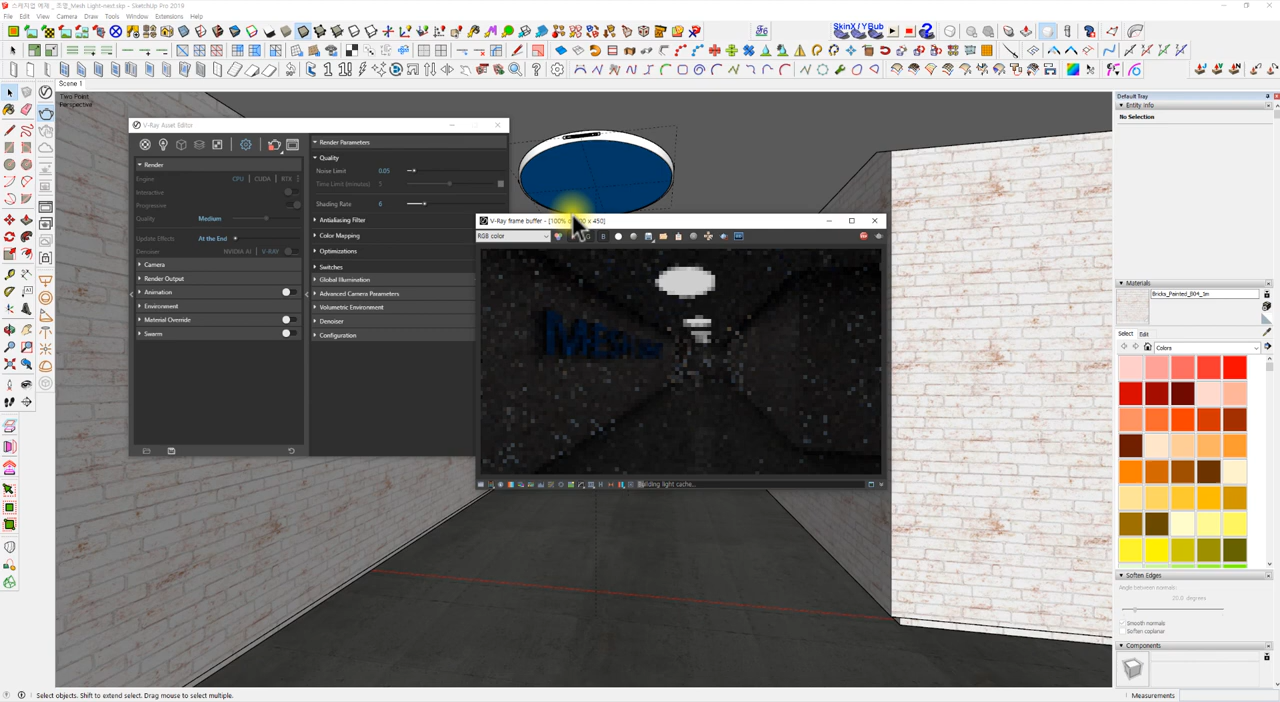 스케치업 예제 _ 조명_Mesh Light-nest.skp - SketchUp Pro 2019
File Edit View Camera Draw Tools Window Extensions Help
SkinX/YBub
Scene 1
Two Point
Perspective
V-Ray Asset Editor
Render
Engine CPU CUDA RTX
Interactive
Progressive
Quality Medium
Update Effects At the End
Denoiser NVIDIA AI V-RAY
Camera
Render Output
Animation
Environment
Material Override
Swarm
Render Parameters
Quality
Noise Limit 0.05
Time Limit (minutes) 5
Shading Rate 6
Antialiasing Filter
Color Mapping
Optimizations
Switches
Global Illumination
Advanced Camera Parameters
Volumetric Environment
Denoiser
Configuration
V-Ray frame buffer - [100% 00 x 450]
RGB color
Building light cache...
Default Tray
Entity Info
No Selection
Materials
Bricks_Painted_B04_1m
Select Edit
Colors
Soften Edges
Angle between normals:
20.0 degrees
Smooth normals
Soften coplanar
Components
Select objects. Shift to extend select. Drag mouse to select multiple.
Measurements